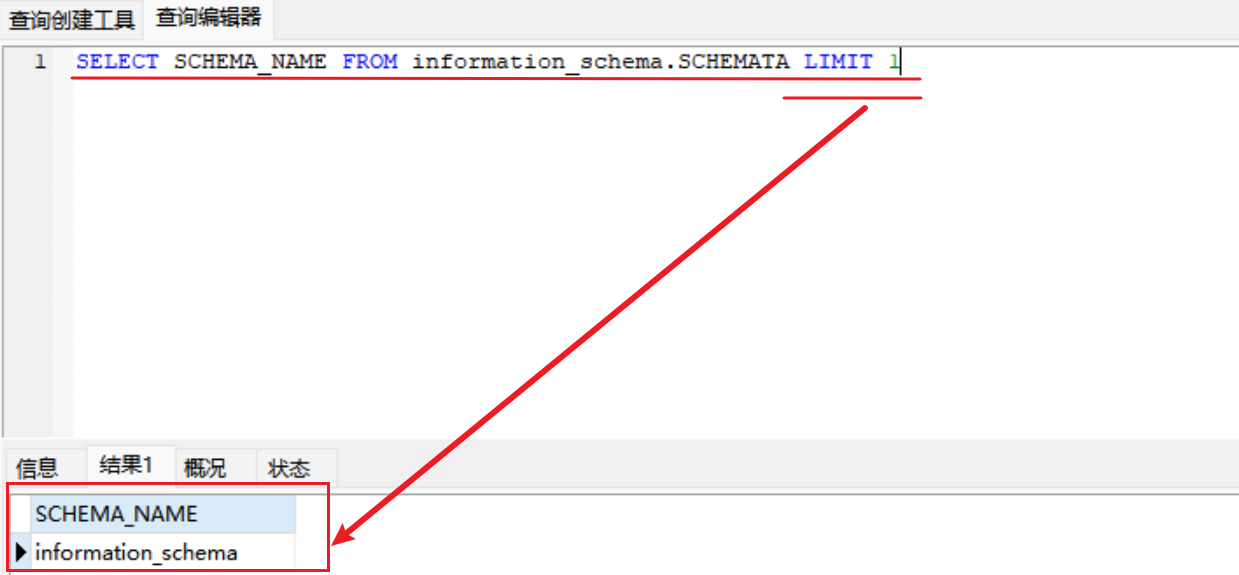 查询创建工具 查询编辑器
1 SELECT SCHEMA_NAME FROM information_schema.SCHEMATA LIMIT 1
信息 结果1 概况 状态
SCHEMA_NAME
information_schema